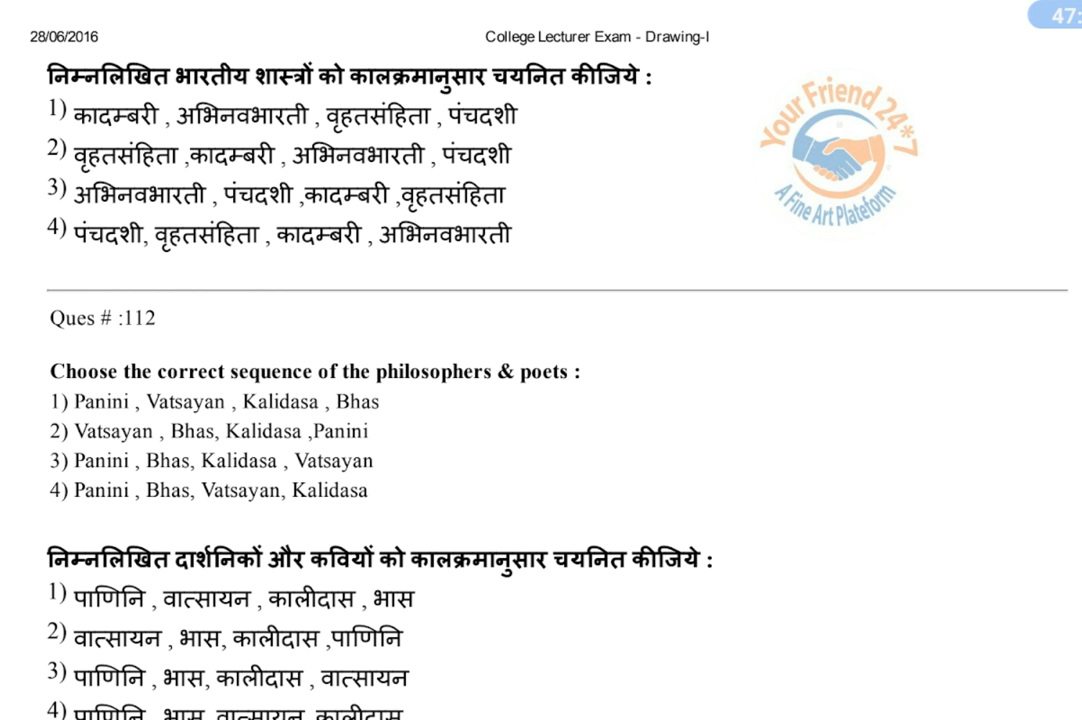 47:
28/06/2016
College Lecturer Exam - Drawing-I
निम्नलिखित भारतीय शास्त्रों को कालक्रमानुसार चयनित कीजिये :
1) कादम्बरी , अभिनवभारती , वृहतसंहिता , पंचदशी
2) वृहतसंहिता ,कादम्बरी , अभिनवभारती , पंचदशी
3) अभिनवभारती , पंचदशी ,कादम्बरी ,वृहतसंहिता
4) पंचदशी, वृहतसंहिता , कादम्बरी , अभिनवभारती
Your Friend 24*7
A Fine Art Plateform
Ques # :112
Choose the correct sequence of the philosophers & poets :
1) Panini , Vatsayan , Kalidasa , Bhas
2) Vatsayan , Bhas, Kalidasa ,Panini
3) Panini , Bhas, Kalidasa , Vatsayan
4) Panini , Bhas, Vatsayan, Kalidasa
निम्नलिखित दार्शनिकों और कवियों को कालक्रमानुसार चयनित कीजिये :
1) पाणिनि , वात्सायन , कालीदास , भास
2) वात्सायन , भास, कालीदास ,पाणिनि
3) पाणिनि , भास, कालीदास , वात्सायन
4) पाणिनि , भास, वात्सायन, कालीदास